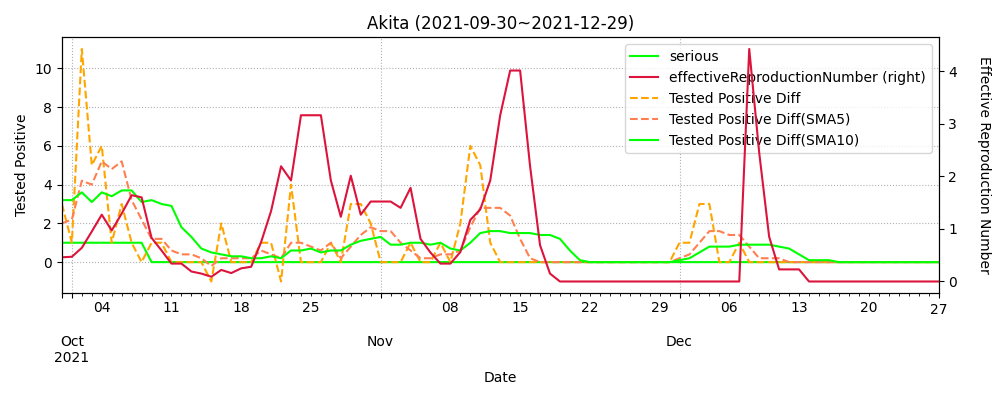 Akita (2021-09-30~2021-12-29)
serious
effectiveReproductionNumber (right)
Tested Positive Diff
Tested Positive Diff(SMA5)
Tested Positive Diff(SMA10)
Tested Positive
10
8
6
4
2
0
Effective Reproduction Number
4
3
2
1
0
04 11 18 25 08 15 22 29 06 13 20 27
Oct Nov Dec
2021
Date